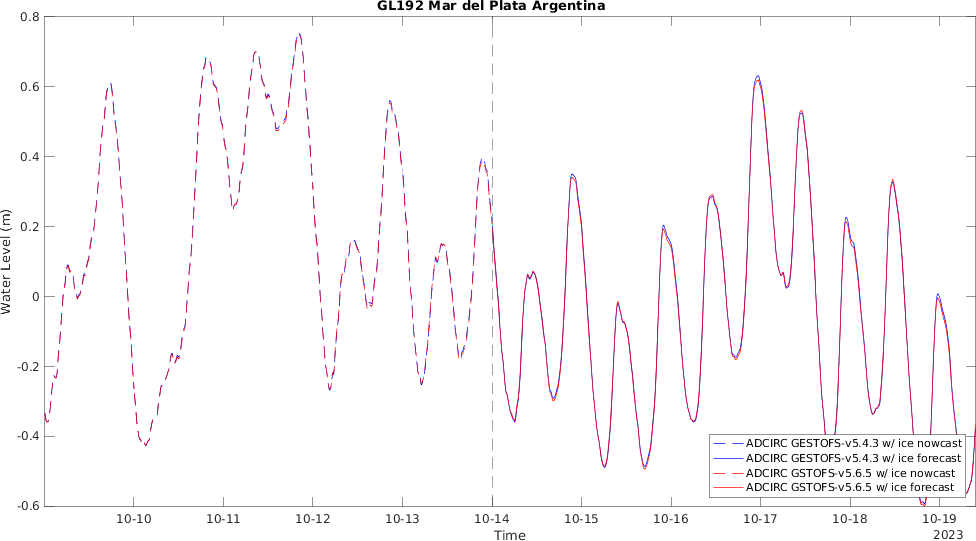 GL192 Mar del Plata Argentina
0.8
0.6
0.4
0.2
0
-0.2
-0.4
-0.6
Water Level (m)
10-10
10-11
10-12
10-13
10-14
10-15
10-16
10-17
10-18
10-19
2023
Time
ADCIRC GESTOFS-v5.4.3 w/ ice nowcast
ADCIRC GESTOFS-v5.4.3 w/ ice forecast
ADCIRC GSTOFS-v5.6.5 w/ ice nowcast
ADCIRC GSTOFS-v5.6.5 w/ ice forecast